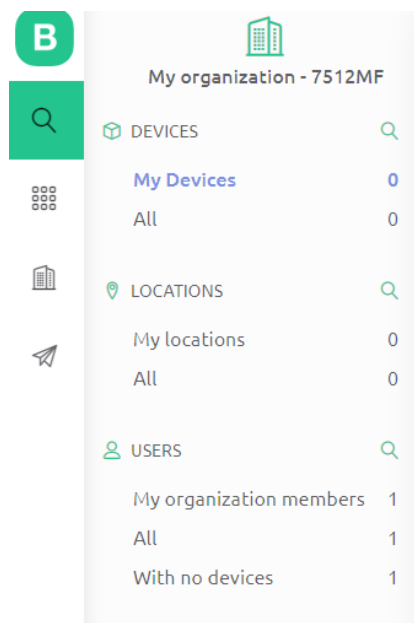 B
My organization - 7512MF
DEVICES
My Devices 0
All 0
LOCATIONS
My locations 0
All 0
USERS
My organization members 1
All 1
With no devices 1